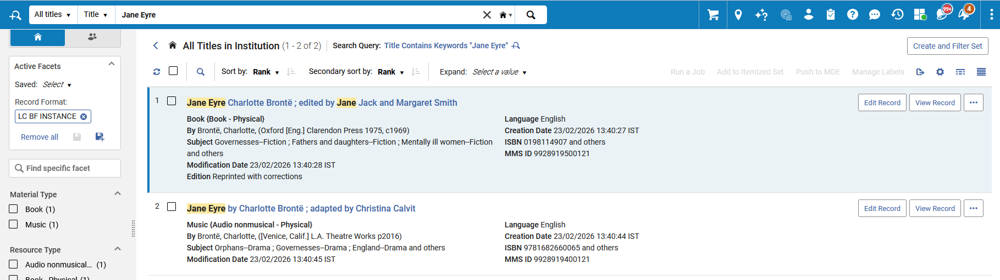 All titles Title Jane Eyre 99+ 4
All Titles in Institution (1 - 2 of 2) Search Query: Title Contains Keywords "Jane Eyre" Create and Filter Set
Sort by: Rank Secondary sort by: Rank Expand: Select a value Run a Job Add to Itemized Set Push to MDE Manage Labels
Active Facets
Saved: Select
Record Format:
LC BF INSTANCE
Remove all
Find specific facet
Material Type
Book (1)
Music (1)
Resource Type
Audio nonmusical... (1)
Book - Physical (1)
1 Jane Eyre Charlotte Brontë ; edited by Jane Jack and Margaret Smith Edit Record View Record
Book {Book - Physical}
By Brontë, Charlotte, (Oxford [Eng.] Clarendon Press 1975, c1969)
Subject Governesses--Fiction ; Fathers and daughters--Fiction ; Mentally ill women--Fiction
and others
Modification Date 23/02/2026 13:40:28 IST
Edition Reprinted with corrections
Language English
Creation Date 23/02/2026 13:40:27 IST
ISBN 0198114907 and others
MMS ID 9928919500121
2 Jane Eyre by Charlotte Brontë ; adapted by Christina Calvit Edit Record View Record
Music {Audio nonmusical - Physical}
By Brontë, Charlotte, ([Venice, Calif.] L.A. Theatre Works p2016)
Subject Orphans--Drama ; Governesses--Drama ; England--Drama and others
Modification Date 23/02/2026 13:40:45 IST
Language English
Creation Date 23/02/2026 13:40:44 IST
ISBN 9781682660065 and others
MMS ID 9928919400121